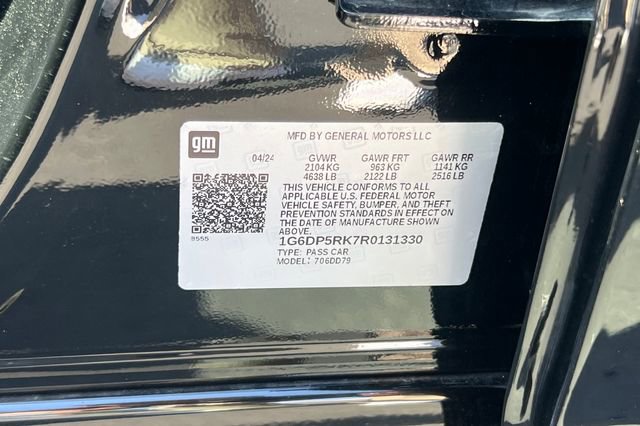 gm
MFD BY GENERAL MOTORS LLC
04/24 GVWR GAWR FRT GAWR RR
2104 KG 963 KG 1141 KG
4638 LB 2122 LB 2516 LB
THIS VEHICLE CONFORMS TO ALL
APPLICABLE U.S. FEDERAL MOTOR
VEHICLE SAFETY, BUMPER, AND THEFT
PREVENTION STANDARDS IN EFFECT ON
THE DATE OF MANUFACTURE SHOWN
ABOVE.
8555
1G6DP5RK7R0131330
TYPE: PASS CAR
MODEL: 706DD79